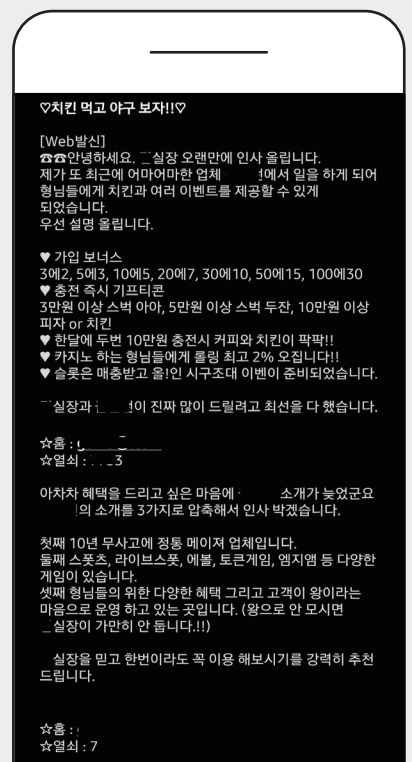 ♡치킨 먹고 야구 보자!!♡
[Web발신]
☎☎안녕하세요. 실장 오랜만에 인사 올립니다.
제가 또 최근에 어마어마한 업체 에서 일을 하게 되어
형님들에게 치킨과 여러 이벤트를 제공할 수 있게
되었습니다.
우선 설명 올립니다.
♥ 가입 보너스
3에2, 5에3, 10에5, 20에7, 30에10, 50에15, 100에30
♥ 충전 즉시 기프티콘
3만원 이상 스벅 아아, 5만원 이상 스벅 두잔, 10만원 이상
피자 or 치킨
♥ 한달에 두번 10만원 충전시 커피와 치킨이 팍팍!!
♥ 카지노 하는 형님들에게 롤링 최고 2% 오집니다!!
♥ 슬롯은 매충받고 올!인 시구조대 이벤이 준비되었습니다.
실장과 이 진짜 많이 드릴려고 최선을 다 했습니다.
☆홈 :
☆열쇠 : 3
아차차 혜택을 드리고 싶은 마음에 소개가 늦었군요
의 소개를 3가지로 압축해서 인사 박겠습니다.
첫째 10년 무사고에 정통 메이져 업체입니다.
둘째 스폿츠, 라이브스폿, 에볼, 토큰게임, 엠지앰 등 다양한
게임이 있습니다.
셋째 형님들의 위한 다양한 혜택 그리고 고객이 왕이라는
마음으로 운영 하고 있는 곳입니다. (왕으로 안 모시면
실장이 가만히 안 둡니다.!!)
실장을 믿고 한번이라도 꼭 이용 해보시기를 강력히 추천
드립니다.
☆홈 :
☆열쇠 : 7